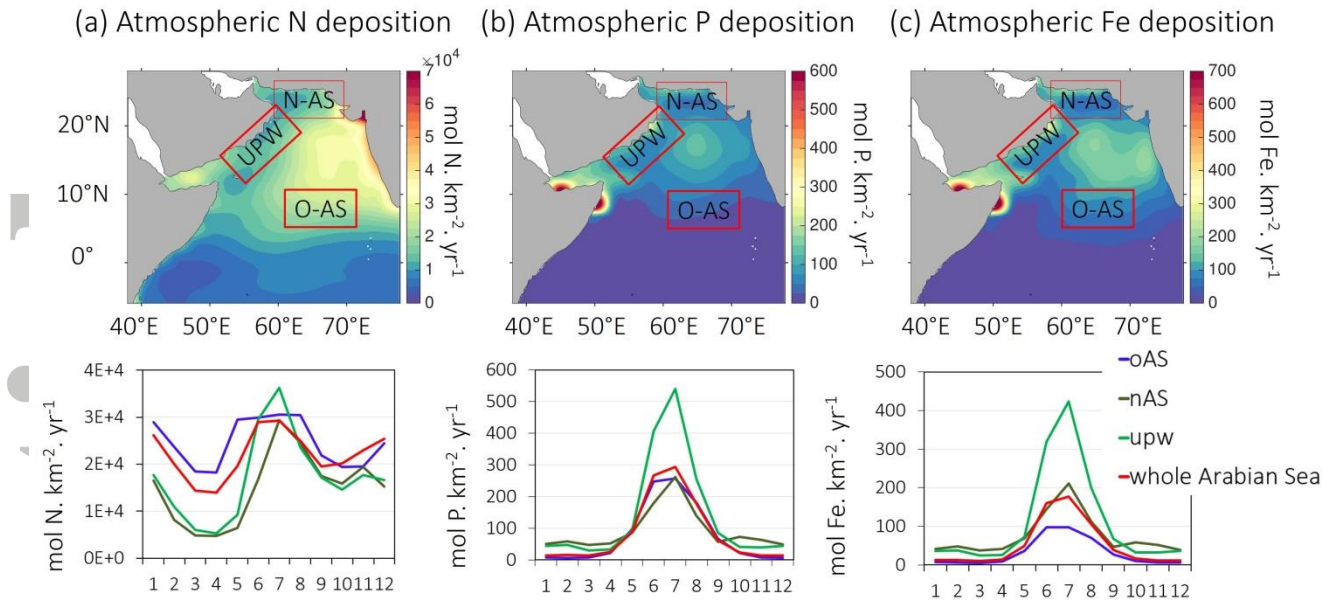 (a) Atmospheric N deposition (b) Atmospheric P deposition (c) Atmospheric Fe deposition
×10⁴
20°N
10°N
0°
40°E 50°E 60°E 70°E
N-AS
UPW
O-AS
7
6
5
4
3
2
1
0
mol N. km⁻². yr⁻¹
40°E 50°E 60°E 70°E
N-AS
UPW
O-AS
600
500
400
300
200
100
0
mol P. km⁻². yr⁻¹
40°E 50°E 60°E 70°E
N-AS
UPW
O-AS
700
600
500
400
300
200
100
0
mol Fe. km⁻². yr⁻¹
mol N. km⁻². yr⁻¹
4E+4
3E+4
2E+4
1E+4
0E+0
1 2 3 4 5 6 7 8 9 10 11 12
mol P. km⁻². yr⁻¹
600
500
400
300
200
100
0
1 2 3 4 5 6 7 8 9 10 11 12
mol Fe. km⁻². yr⁻¹
500
400
300
200
100
0
1 2 3 4 5 6 7 8 9 10 11 12
oAS
nAS
upw
whole Arabian Sea